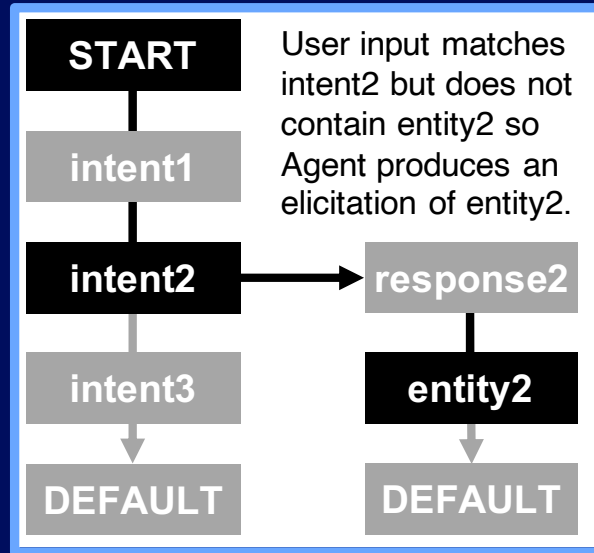 START
User input matches
intent2 but does not
contain entity2 so
Agent produces an
elicitation of entity2.
intent1
intent2
response2
intent3
entity2
DEFAULT
DEFAULT